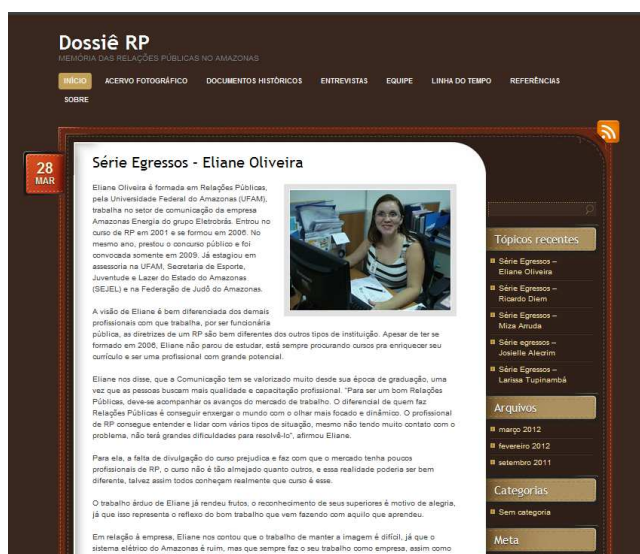 Dossiê RP
MEMÓRIA DAS RELAÇÕES PÚBLICAS NO AMAZONAS
INÍCIO ACERVO FOTOGRÁFICO DOCUMENTOS HISTÓRICOS ENTREVISTAS EQUIPE LINHA DO TEMPO REFERÊNCIAS
SOBRE
28
MAR
Série Egressos - Eliane Oliveira
Eliane Oliveira é formada em Relações Públicas,
pela Universidade Federal do Amazonas (UFAM),
trabalha no setor de comunicação da empresa
Amazonas Energia do grupo Eletrobrás. Entrou no
curso de RP em 2001 e se formou em 2006. No
mesmo ano, prestou o concurso público e foi
convocada somente em 2009. Já estagiou em
assessoria na UFAM, Secretaria de Esporte,
Juventude e Lazer do Estado do Amazonas
(SEJEL) e na Federação de Judô do Amazonas.
A visão de Eliane é bem diferenciada dos demais
profissionais com que trabalha, por ser funcionária
pública, as diretrizes de um RP são bem diferentes dos outros tipos de instituição. Apesar de ter se
formado em 2006, Eliane não parou de estudar, está sempre procurando cursos pra enriquecer seu
currículo e ser uma profissional com grande potencial.
Eliane nos disse, que a Comunicação tem se valorizado muito desde sua época de graduação, uma
vez que as pessoas buscam mais qualidade e capacitação profissional. "Para ser um bom Relações
Públicas, deve-se acompanhar os avanços do mercado de trabalho. O diferencial de quem faz
Relações Públicas é conseguir enxergar o mundo com o olhar mais focado e dinâmico. O profissional
de RP consegue entender e lidar com vários tipos de situação, mesmo não tendo muito contato com o
problema, não terá grandes dificuldades para resolvê-lo", afirmou Eliane.
Para ela, a falta de divulgação do curso prejudica e faz com que o mercado tenha poucos
profissionais de RP, o curso não é tão almejado quanto outros, e essa realidade poderia ser bem
diferente, talvez assim todos conheçam realmente que curso é esse.
O trabalho árduo de Eliane já rendeu frutos, o reconhecimento de seus superiores é motivo de alegria,
já que isso representa o reflexo do bom trabalho que vem fazendo com aquilo que aprendeu.
Em relação á empresa, Eliane nos contou que o trabalho de manter a imagem é difícil, já que o
sistema elétrico do Amazonas é ruim, mas que sempre faz o seu trabalho como empresa, assim como
Tópicos recentes
Série Egressos –
Eliane Oliveira
Série Egressos –
Ricardo Diem
Série Egressos –
Miza Arruda
Série egressos –
Josielle Alecrim
Série Egressos –
Larissa Tupinambá
Arquivos
março 2012
fevereiro 2012
setembro 2011
Categorias
Sem categoria
Meta